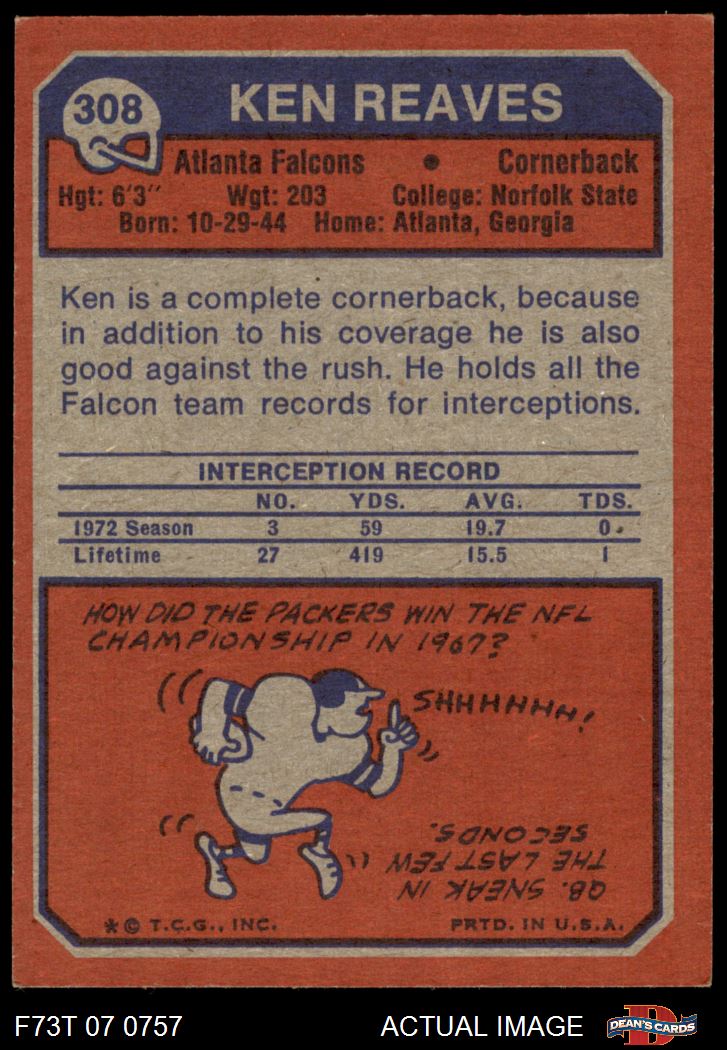 308
KEN REAVES
Atlanta Falcons • Cornerback
Hgt: 6'3" Wgt: 203 College: Norfolk State
Born: 10-29-44 Home: Atlanta, Georgia
Ken is a complete cornerback, because
in addition to his coverage he is also
good against the rush. He holds all the
Falcon team records for interceptions.
INTERCEPTION RECORD
NO. YDS. AVG. TDS.
1972 Season 3 59 19.7 0
Lifetime 27 419 15.5 1
HOW DID THE PACKERS WIN THE NFL
CHAMPIONSHIP IN 1967?
SHHHHHH!
QB. SNEAK IN
THE LAST FEW
SECONDS.
* © T.C.G., INC. PRTD. IN U.S.A.
F73T 07 0757 ACTUAL IMAGE
D
DEAN'S CARDS